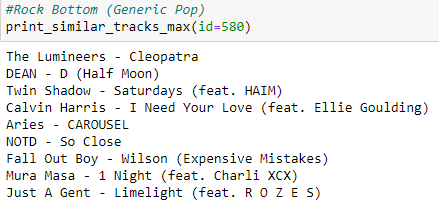 #Rock Bottom (Generic Pop)
print_similar_tracks_max(id=580)
The Lumineers - Cleopatra
DEAN - D (Half Moon)
Twin Shadow - Saturdays (feat. HAIM)
Calvin Harris - I Need Your Love (feat. Ellie Goulding)
Aries - CAROUSEL
NOTD - So Close
Fall Out Boy - Wilson (Expensive Mistakes)
Mura Masa - 1 Night (feat. Charli XCX)
Just A Gent - Limelight (feat. R O Z E S)